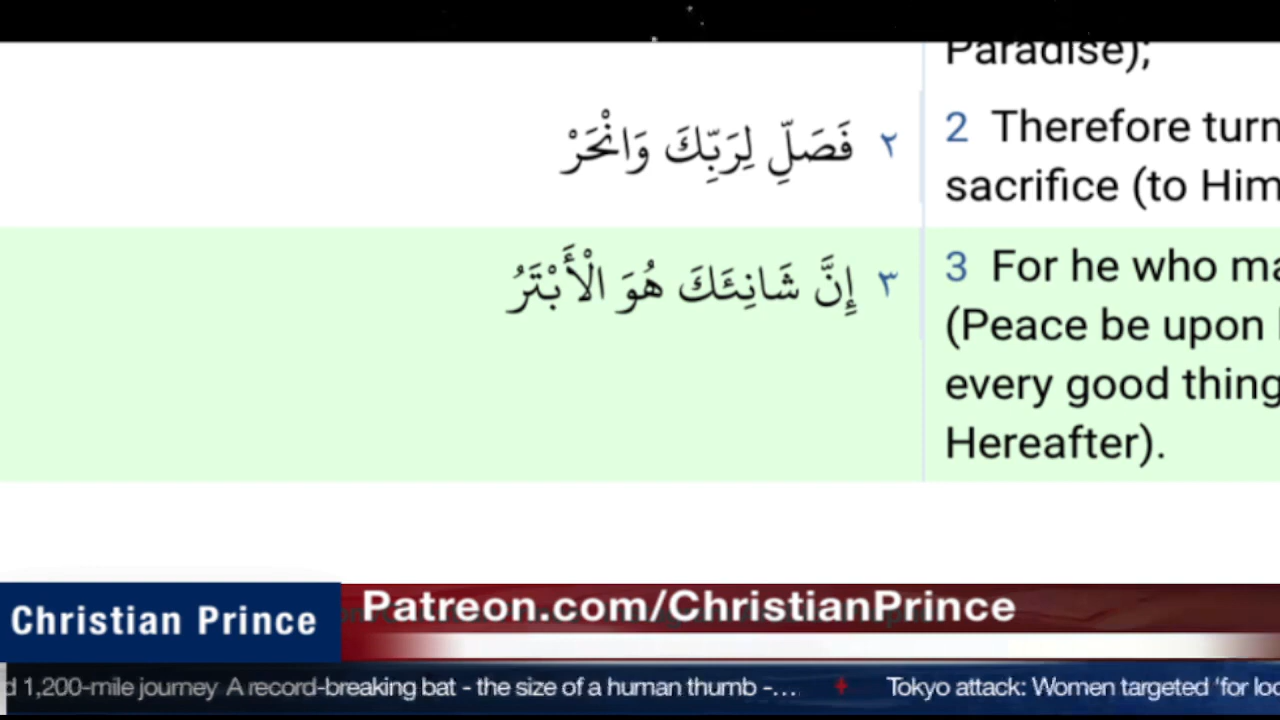 Paradise);
٢ فَصَلِّ لِرَبِّكَ وَانْحَرْ
2 Therefore turn
sacrifice (to Him
٣ إِنَّ شَانِئَكَ هُوَ الْأَبْتَرُ
3 For he who ma
(Peace be upon
every good thing
Hereafter).
Christian Prince
Patreon.com/ChristianPrince
d 1,200-mile journey A record-breaking bat - the size of a human thumb -... Tokyo attack: Women targeted 'for loo